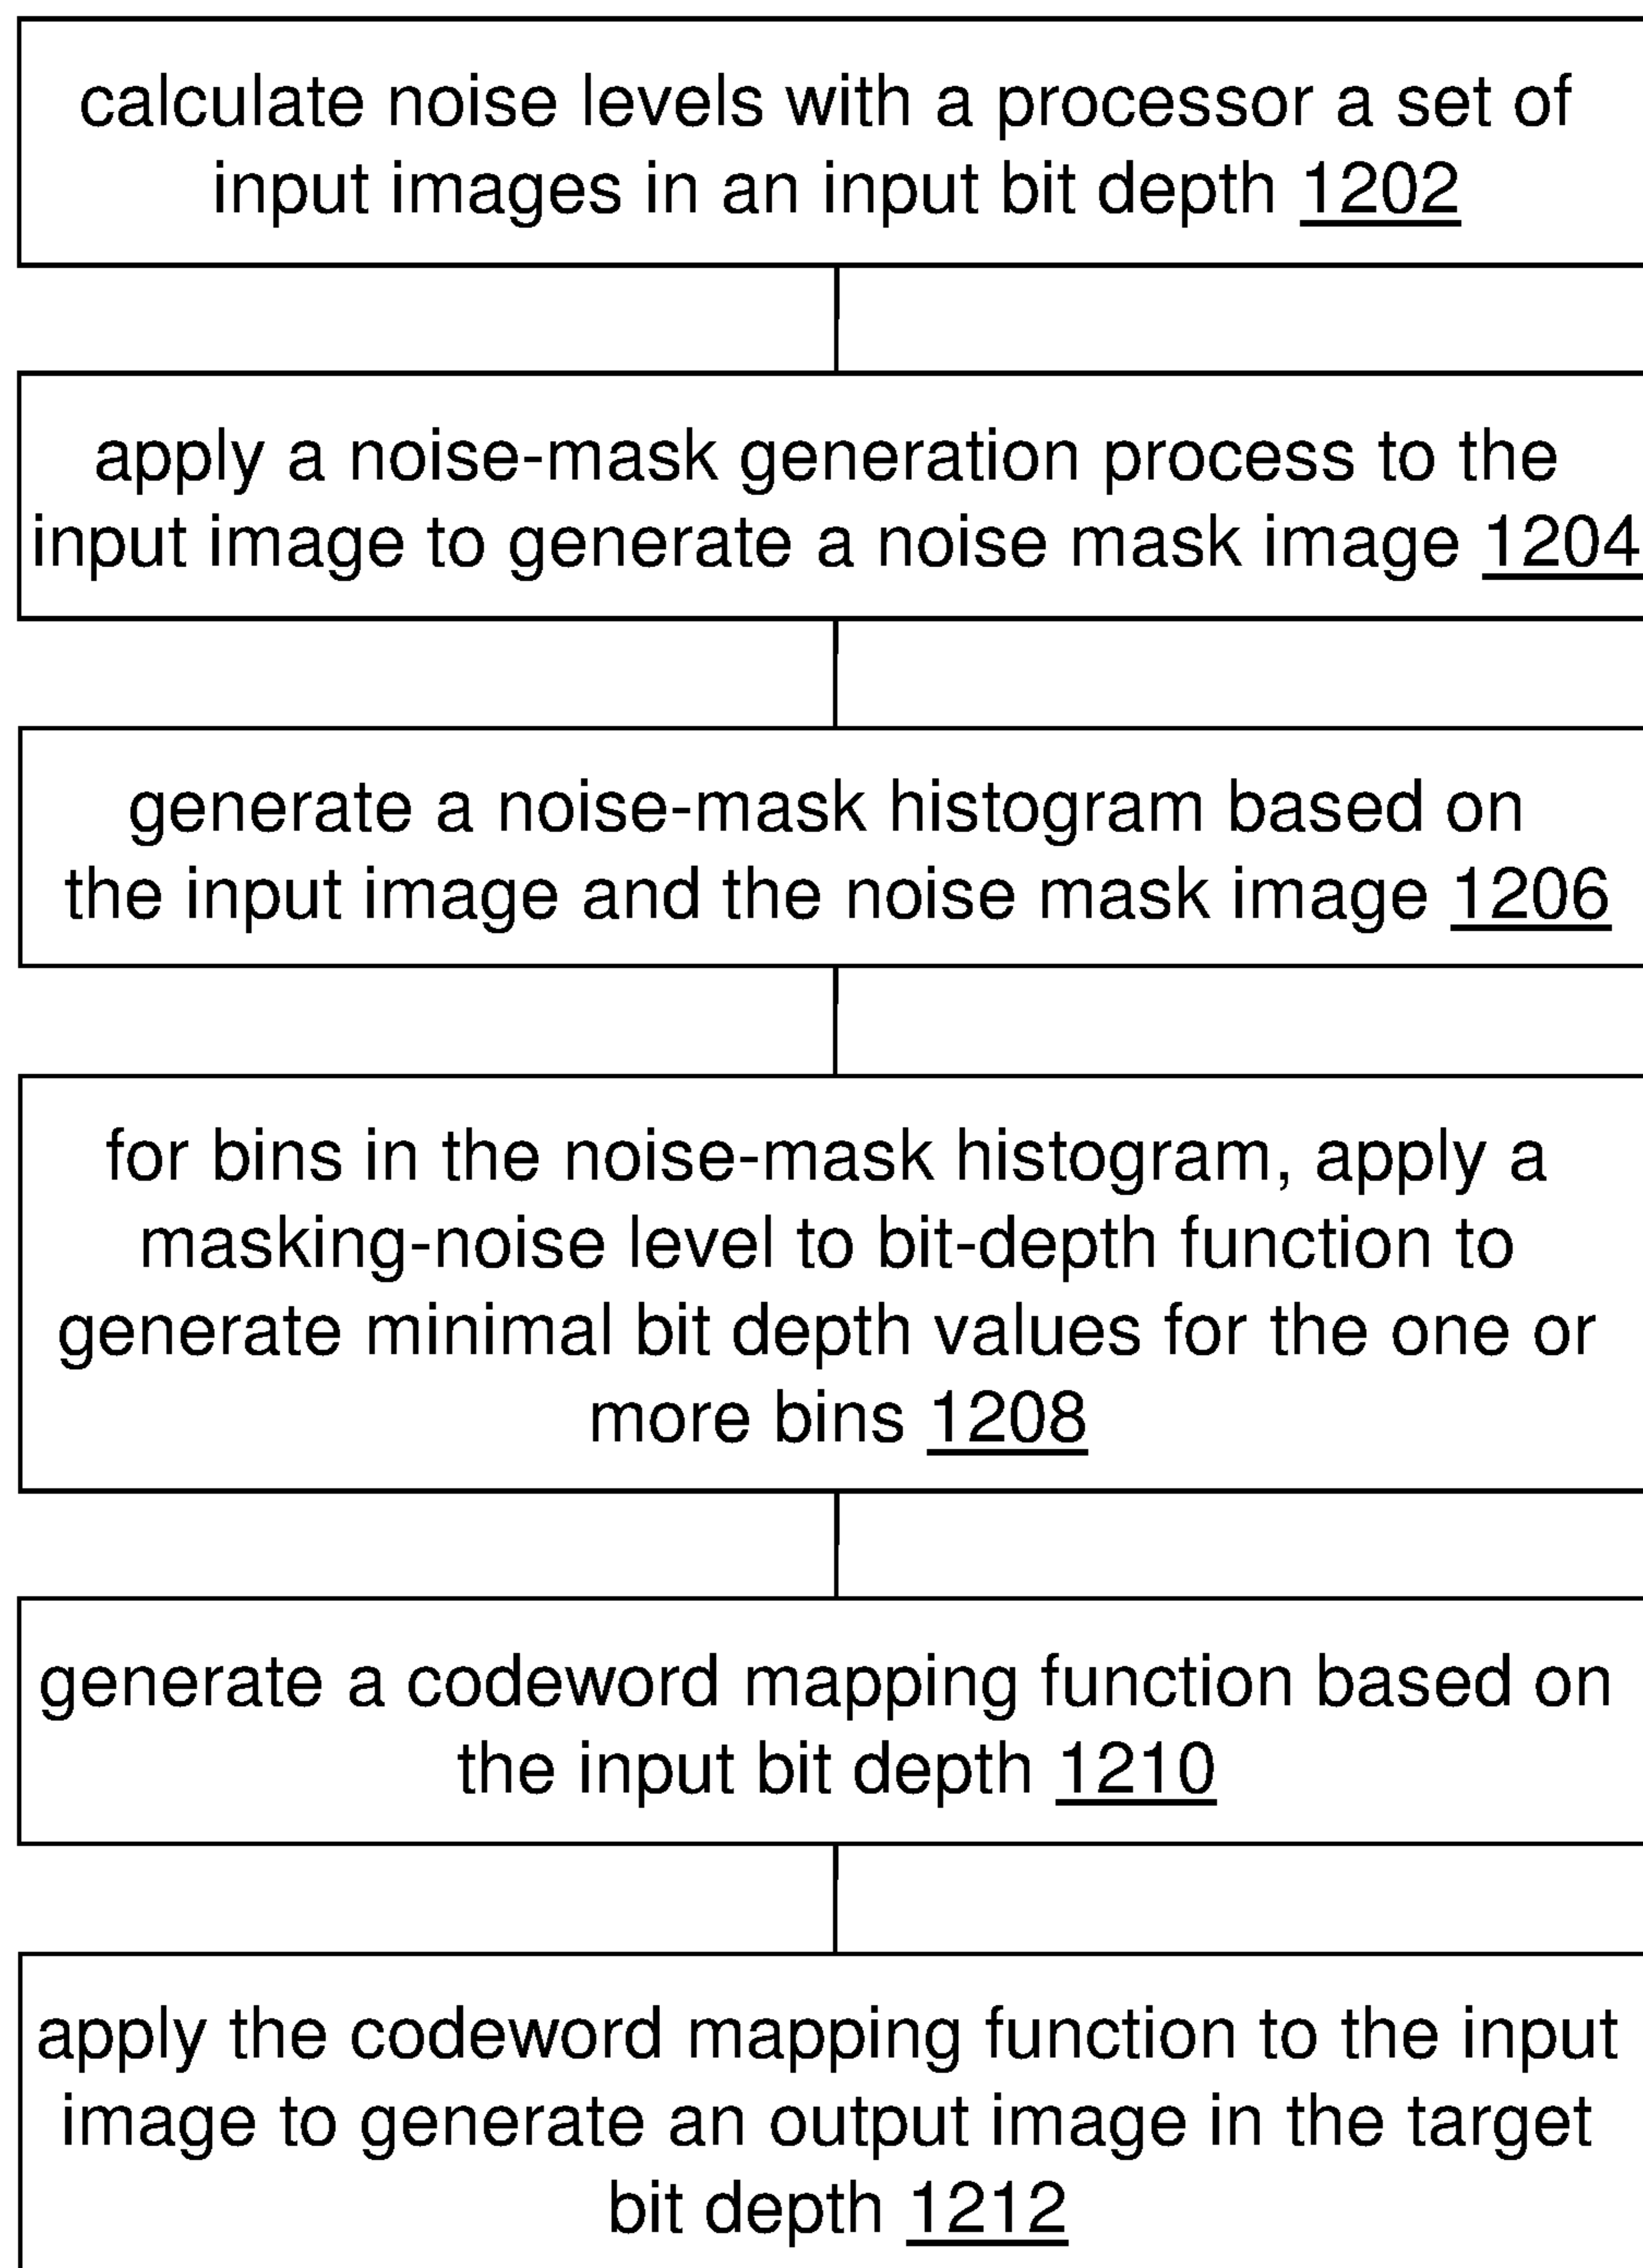 calculate noise levels with a processor a set of
input images in an input bit depth 1202
apply a noise-mask generation process to the
input image to generate a noise mask image 1204
generate a noise-mask histogram based on
the input image and the noise mask image 1206
for bins in the noise-mask histogram, apply a
masking-noise level to bit-depth function to
generate minimal bit depth values for the one or
more bins 1208
generate a codeword mapping function based on
the input bit depth 1210
apply the codeword mapping function to the input
image to generate an output image in the target
bit depth 1212